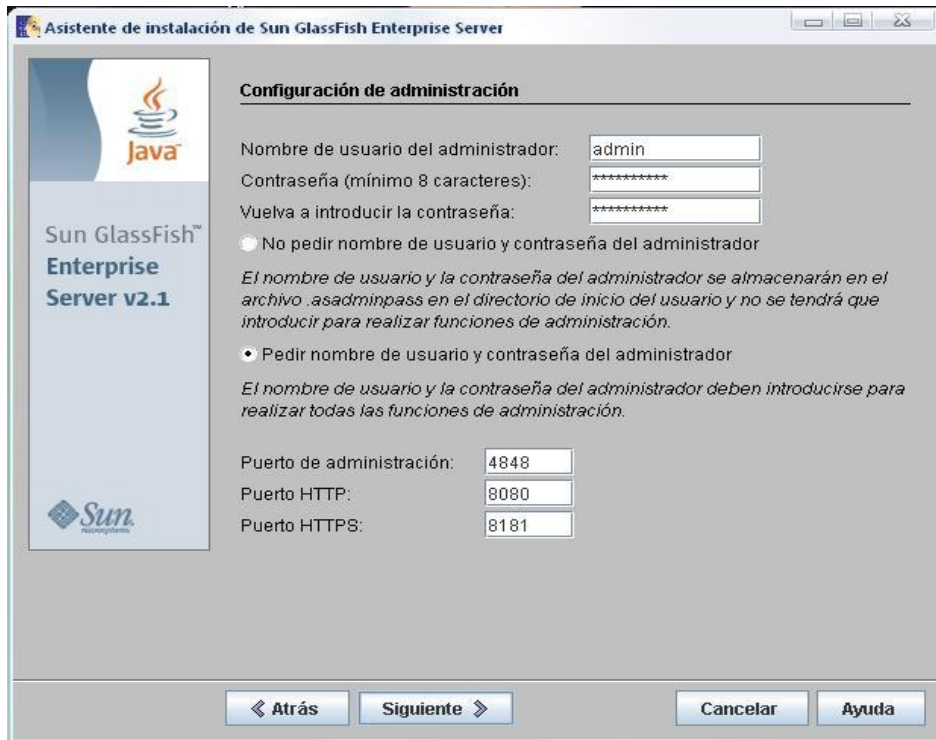 Asistente de instalación de Sun GlassFish Enterprise Server
Configuración de administración
Java™
Sun GlassFish™
Enterprise
Server v2.1
Sun
microsystems
Nombre de usuario del administrador: admin
Contraseña (mínimo 8 caracteres): **********
Vuelva a introducir la contraseña: **********
No pedir nombre de usuario y contraseña del administrador
El nombre de usuario y la contraseña del administrador se almacenarán en el
archivo .asadminpass en el directorio de inicio del usuario y no se tendrá que
introducir para realizar funciones de administración.
Pedir nombre de usuario y contraseña del administrador
El nombre de usuario y la contraseña del administrador deben introducirse para
realizar todas las funciones de administración.
Puerto de administración: 4848
Puerto HTTP: 8080
Puerto HTTPS: 8181
Atrás
Siguiente
Cancelar
Ayuda